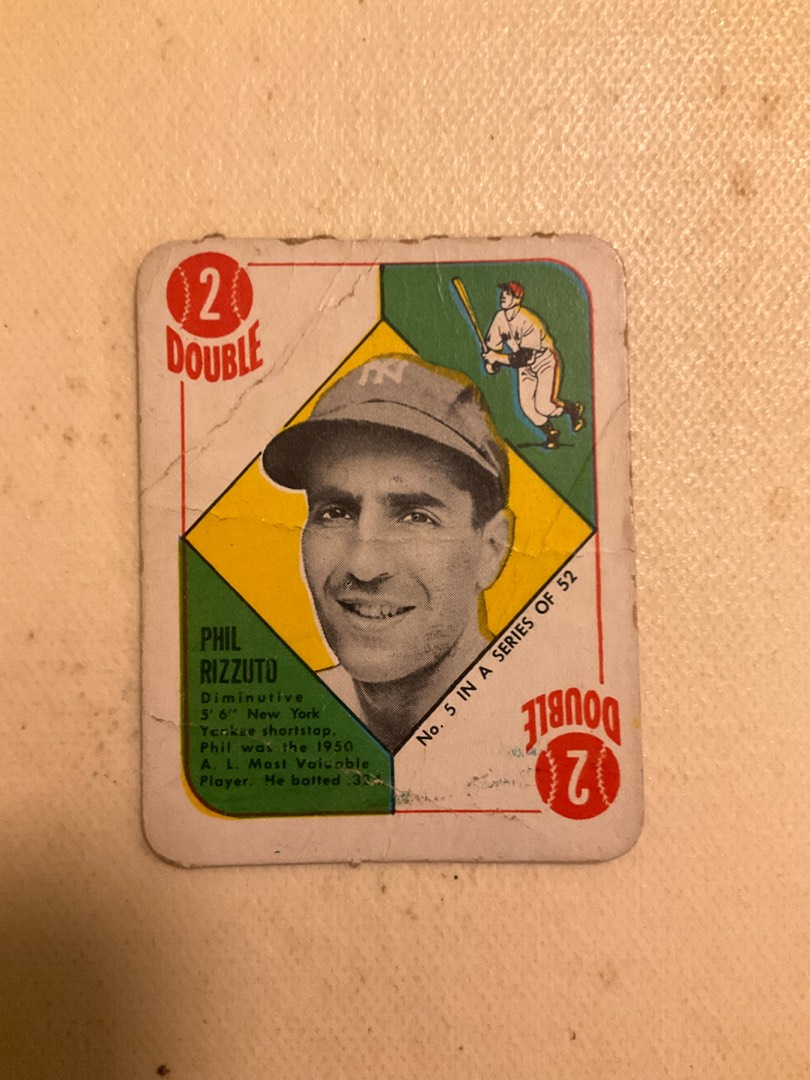 2
DOUBLE
NY
PHIL
RIZZUTO
Diminutive
5' 6" New York
Yankee shortstop,
Phil was the 1950
A. L. Most Valuable
Player. He batted
No. 5 IN A SERIES OF 52
DOUBLE
2